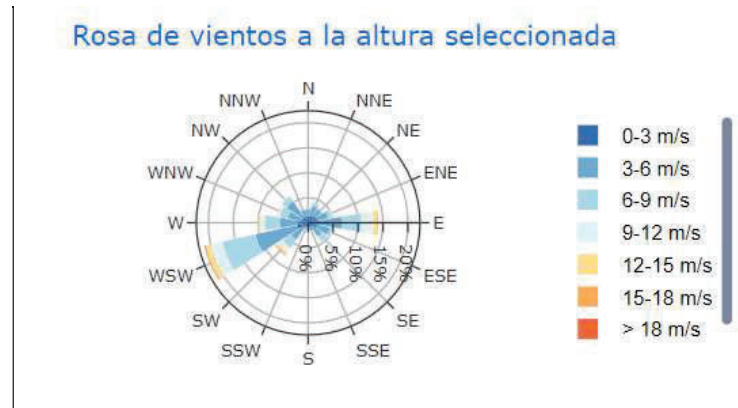 Rosa de vientos a la altura seleccionada
N
NNW
NNE
NW
NE
WNW
ENE
W
E
WSW
ESE
SW
SE
SSW
SSE
S
0%
5%
10%
15%
20%
0-3 m/s
3-6 m/s
6-9 m/s
9-12 m/s
12-15 m/s
15-18 m/s
> 18 m/s